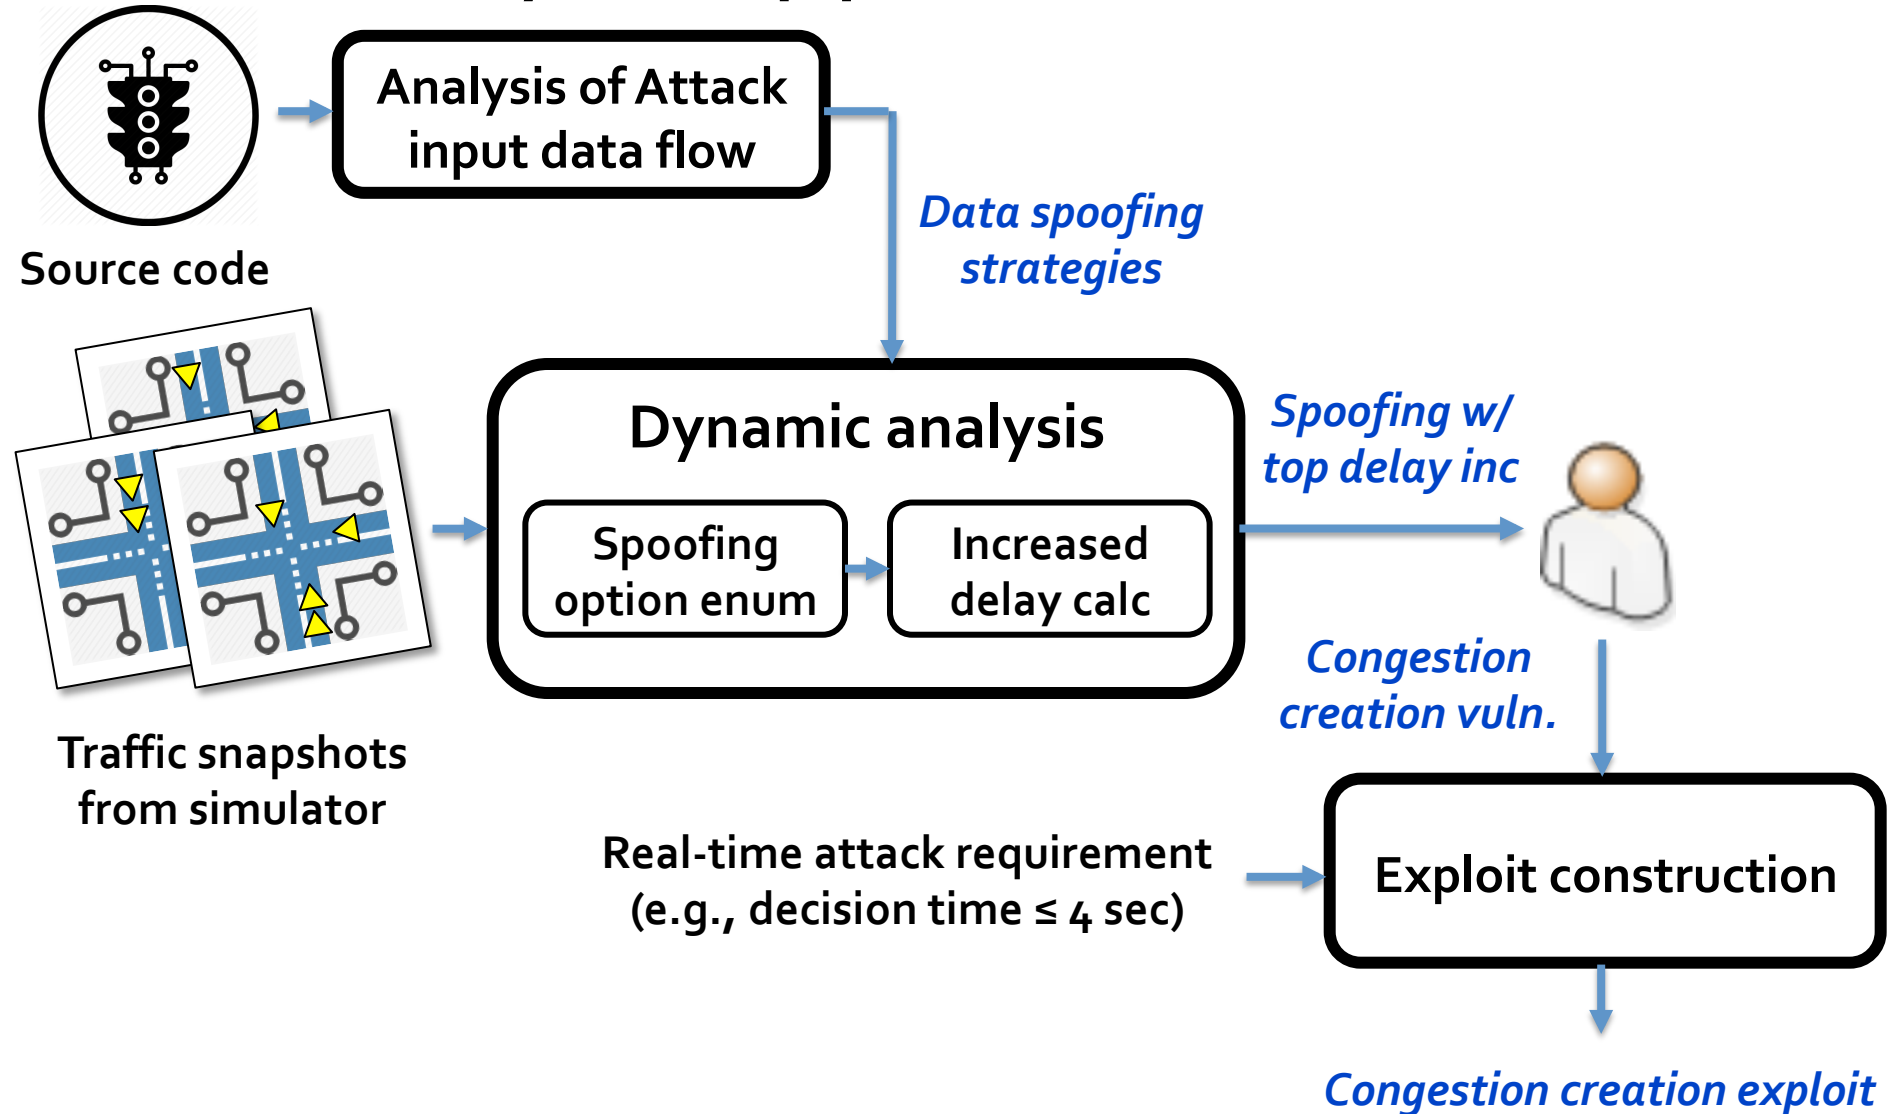 Analysis of Attack
input data flow
Source code
Data spoofing
strategies
Dynamic analysis
Spoofing
option enum
Increased
delay calc
Spoofing w/
top delay inc
Traffic snapshots
from simulator
Congestion
creation vuln.
Real-time attack requirement
(e.g., decision time ≤ 4 sec)
Exploit construction
Congestion creation exploit